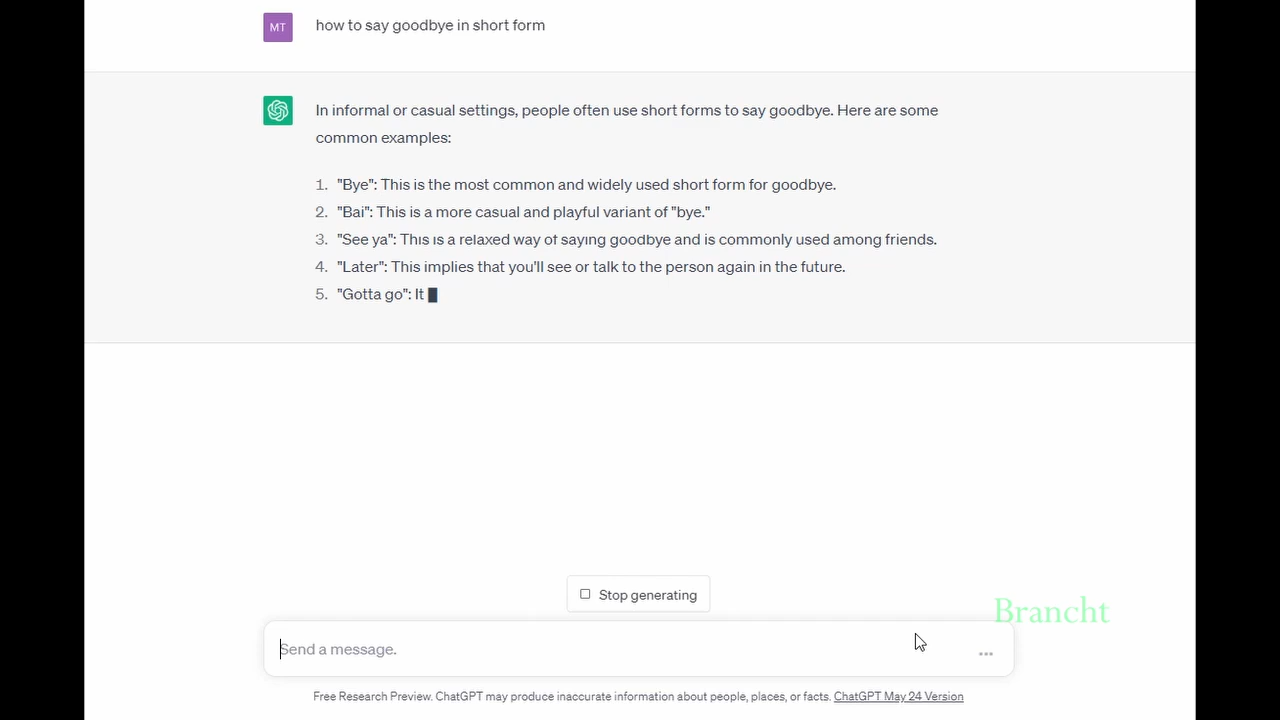 MT
how to say goodbye in short form
In informal or casual settings, people often use short forms to say goodbye. Here are some
common examples:
1. "Bye": This is the most common and widely used short form for goodbye.
2. "Bai": This is a more casual and playful variant of "bye."
3. "See ya": This is a relaxed way of saying goodbye and is commonly used among friends.
4. "Later": This implies that you'll see or talk to the person again in the future.
5. "Gotta go": It
Stop generating
Brancht
Send a message.
Free Research Preview. ChatGPT may produce inaccurate information about people, places, or facts. ChatGPT May 24 Version